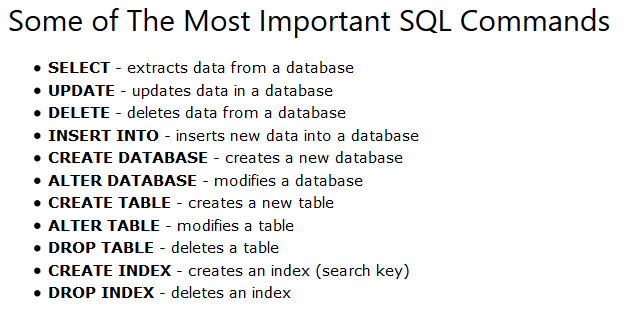 Some of The Most Important SQL Commands
• SELECT - extracts data from a database
• UPDATE - updates data in a database
• DELETE - deletes data from a database
• INSERT INTO - inserts new data into a database
• CREATE DATABASE - creates a new database
• ALTER DATABASE - modifies a database
• CREATE TABLE - creates a new table
• ALTER TABLE - modifies a table
• DROP TABLE - deletes a table
• CREATE INDEX - creates an index (search key)
• DROP INDEX - deletes an index